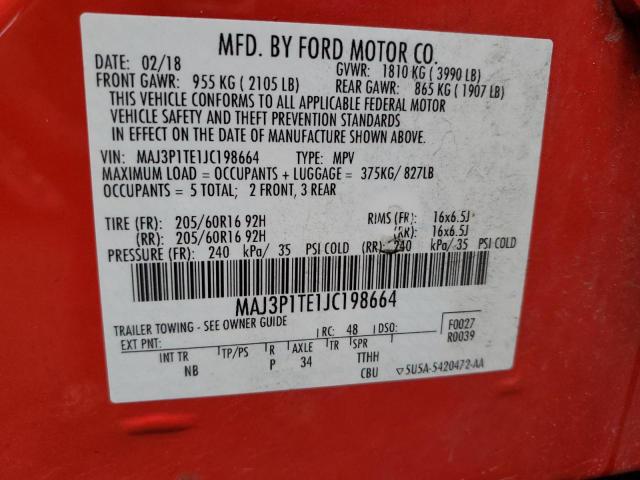 MFD. BY FORD MOTOR CO.
DATE: 02/18 GVWR: 1810 KG ( 3990 LB)
FRONT GAWR: 955 KG ( 2105 LB) REAR GAWR: 865 KG ( 1907 LB)
THIS VEHICLE CONFORMS TO ALL APPLICABLE FEDERAL MOTOR
VEHICLE SAFETY AND THEFT PREVENTION STANDARDS
IN EFFECT ON THE DATE OF MANUFACTURE SHOWN ABOVE.
VIN: MAJ3P1TE1JC198664 TYPE: MPV
MAXIMUM LOAD = OCCUPANTS + LUGGAGE = 375KG/ 827LB
OCCUPANTS = 5 TOTAL; 2 FRONT, 3 REAR
TIRE (FR): 205/60R16 92H RIMS (FR): 16x6.5J
(RR): 205/60R16 92H (RR): 16x6.5J
PRESSURE (FR): 240 kPa/ 35 PSI COLD (RR): 240 kPa/ 35 PSI COLD
MAJ3P1TE1JC198664
TRAILER TOWING - SEE OWNER GUIDE
EXT PNT: RC: 48 DSO: F0027
R0039
INT TR TP/PS R AXLE TR SPR
NB P 34 TTHH
CBU 5U5A-5420472-AA